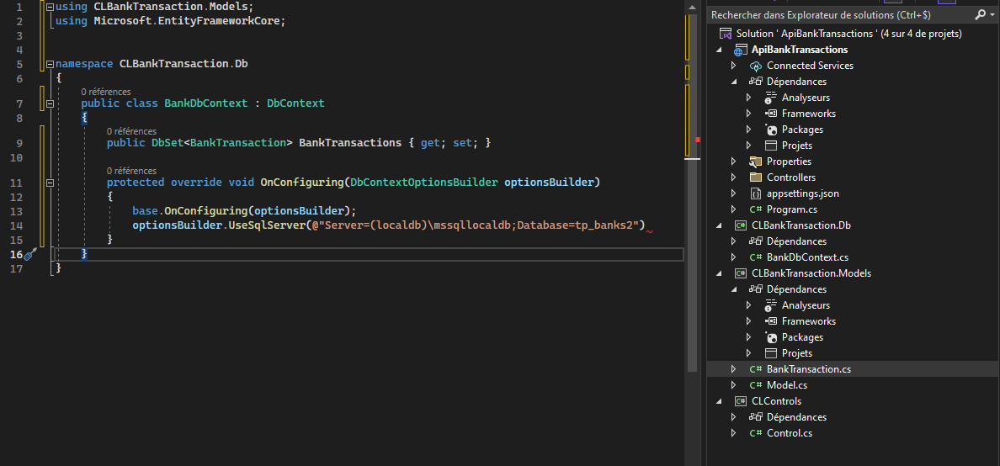 1 using CLBankTransaction.Models;
2 using Microsoft.EntityFrameworkCore;
3
4
5 namespace CLBankTransaction.Db
6 {
0 références
7 public class BankDbContext : DbContext
8 {
0 références
9 public DbSet<BankTransaction> BankTransactions { get; set; }
10
0 références
11 protected override void OnConfiguring(DbContextOptionsBuilder optionsBuilder)
12 {
13 base.OnConfiguring(optionsBuilder);
14 optionsBuilder.UseSqlServer(@"Server=(localdb)\mssqllocaldb;Database=tp_banks2")
15 }
16 }
17 }
Rechercher dans Explorateur de solutions (Ctrl+$)
Solution ' ApiBankTransactions ' (4 sur 4 de projets)
ApiBankTransactions
Connected Services
Dépendances
Analyseurs
Frameworks
Packages
Projets
Properties
Controllers
appsettings.json
C# Program.cs
C# CLBankTransaction.Db
Dépendances
C# BankDbContext.cs
C# CLBankTransaction.Models
Dépendances
Analyseurs
Frameworks
Packages
Projets
C# BankTransaction.cs
C# Model.cs
C# CLControls
Dépendances
C# Control.cs